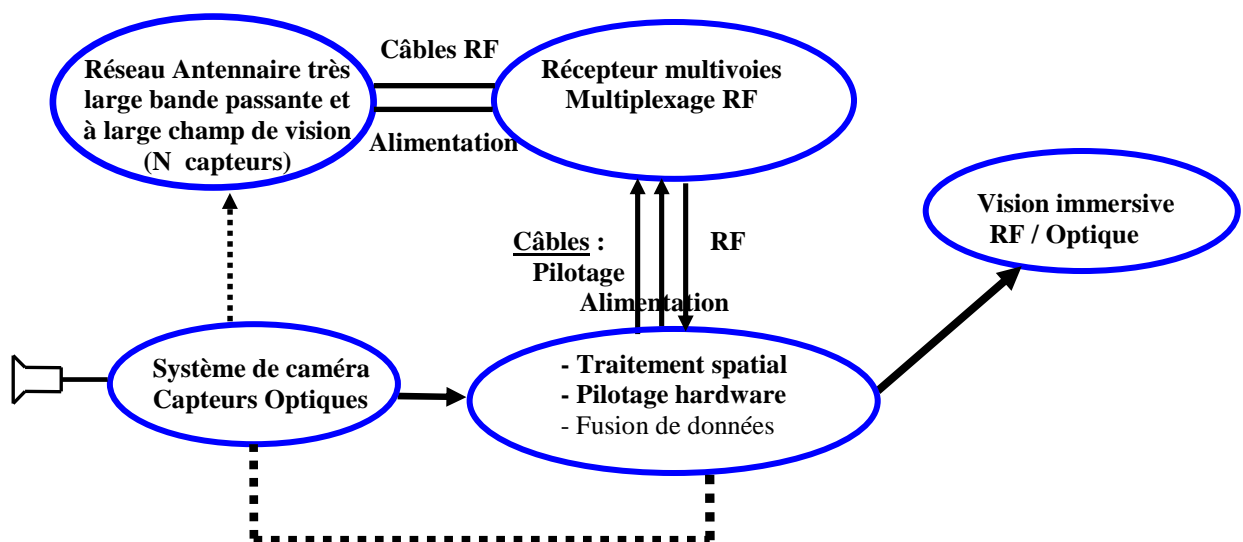 Réseau Antennaire très
large bande passante et
à large champ de vision
(N capteurs)
Câbles RF
Alimentation
Récepteur multivoies
Multiplexage RF
Vision immersive
RF / Optique
Câbles :
Pilotage
Alimentation
RF
Système de caméra
Capteurs Optiques
- Traitement spatial
- Pilotage hardware
- Fusion de données